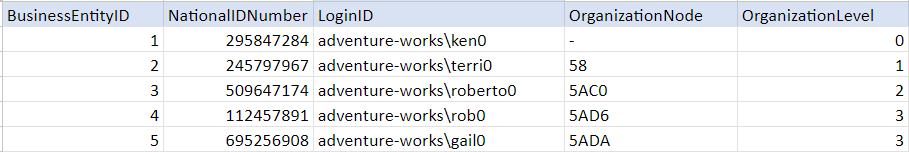 BusinessEntityID NationalIDNumber LoginID OrganizationNode OrganizationLevel
1 295847284 adventure-works\ken0 - 0
2 245797967 adventure-works\terri0 58 1
3 509647174 adventure-works\roberto0 5AC0 2
4 112457891 adventure-works\rob0 5AD6 3
5 695256908 adventure-works\gail0 5ADA 3